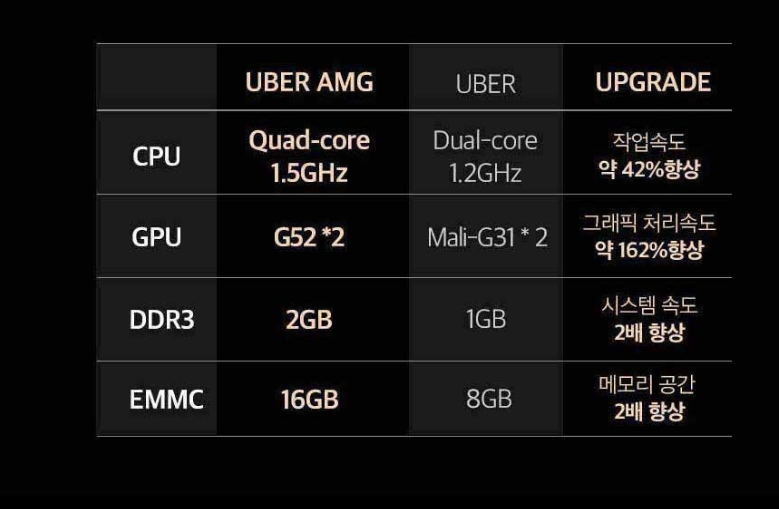 UBER AMG UBER UPGRADE
CPU Quad-core 1.5GHz Dual-core 1.2GHz 작업속도 약 42%향상
GPU G52 *2 Mali-G31 * 2 그래픽 처리속도 약 162%향상
DDR3 2GB 1GB 시스템 속도 2배 향상
EMMC 16GB 8GB 메모리 공간 2배 향상